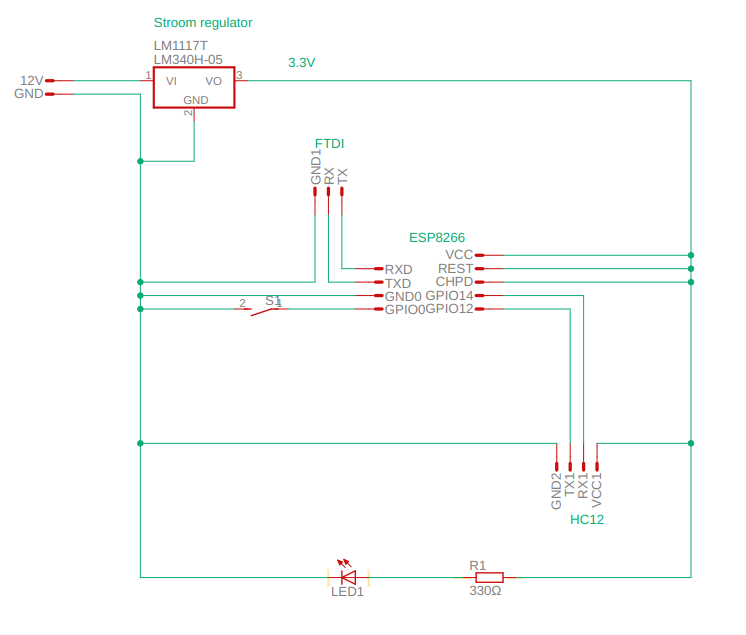 Stroom regulator
LM1117T
LM340H-05
3.3V
12V
GND
1
VI
VO
3
GND
2
FTDI
GND1
RX
TX
ESP8266
VCC
RXD
REST
TXD
CHPD
GND0
GPIO14
GPIO0
GPIO12
2
S1
1
GND2
TX1
RX1
VCC1
HC12
LED1
R1
330Ω